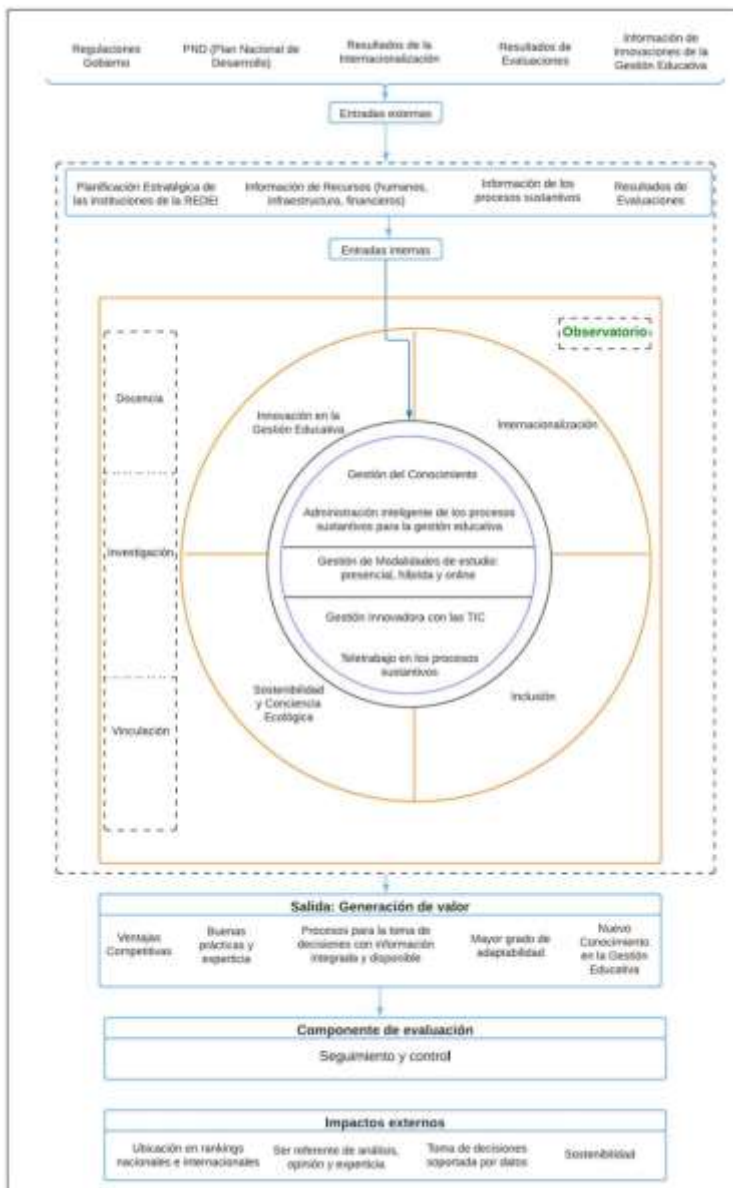 Regulaciones
Gobierno
PND (Plan Nacional de
Desarrollo)
Resultados de la
Internacionalización
Resultados de
Evaluaciones
Información de
Innovaciones de la
Gestión Educativa
Entradas externas
Planificación Estratégica de
las instituciones de la REDEI
Información de Recursos (humanos,
infraestructura, financieros)
Información de los
procesos sustantivos
Resultados de
Evaluaciones
Entradas internas
Observatorio
Docencia
Investigación
Vinculación
Innovación en la
Gestión Educativa
Internacionalización
Gestión del Conocimiento
Administración inteligente de los procesos
sustantivos para la gestión educativa
Gestión de Modalidades de estudio:
presencial, híbrida y online
Gestión Innovadora con las TIC
Teletrabajo en los procesos
sustantivos
Sostenibilidad
y Conciencia
Ecológica
Inclusión
Salida: Generación de valor
Ventajas
Competitivas
Buenas
prácticas y
experticia
Procesos para la toma de
decisiones con información
integrada y disponible
Mayor grado de
adaptabilidad
Nuevo
Conocimiento
en la Gestión
Educativa
Componente de evaluación
Seguimiento y control
Impactos externos
Ubicación en rankings
nacionales e internacionales
Ser referente de análisis,
opinión y experticia
Toma de decisiones
soportada por datos
Sostenibilidad